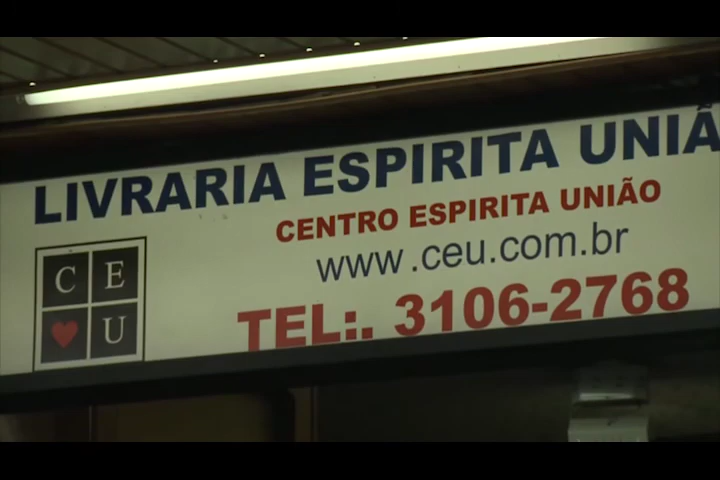 LIVRARIA ESPIRITA UNIÃ
CENTRO ESPIRITA UNIÃO
www.ceu.com.br
TEL:. 3106-2768
C E
U